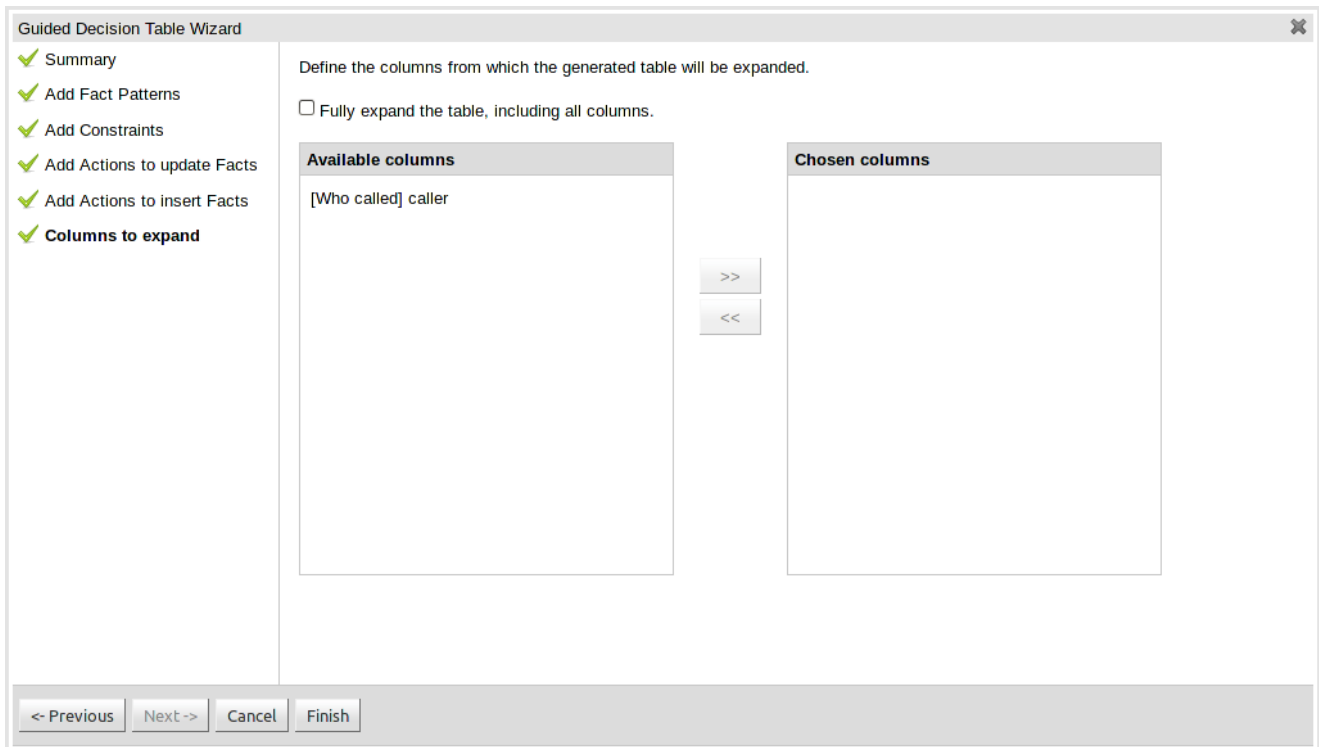 Guided Decision Table Wizard
Summary
Add Fact Patterns
Add Constraints
Add Actions to update Facts
Add Actions to insert Facts
Columns to expand
Define the columns from which the generated table will be expanded.
Fully expand the table, including all columns.
Available columns
[Who called] caller
>>
<<
Chosen columns
<- Previous
Next ->
Cancel
Finish